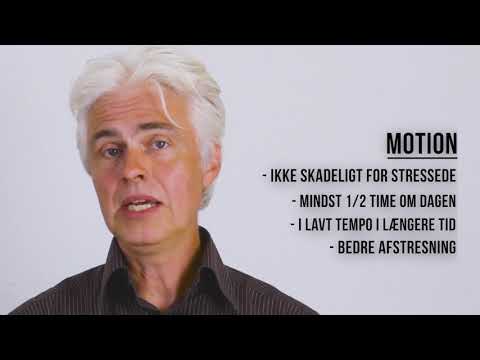 MOTION
- IKKE SKADELIGT FOR STRESSEDE
- MINDST 1/2 TIME OM DAGEN
- I LAVT TEMPO I LÆNGERE TID
- BEDRE AFSTRESNING